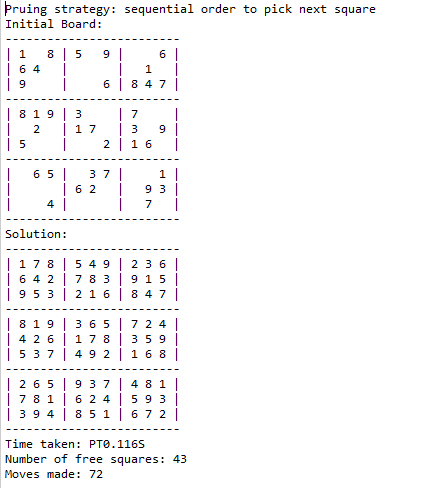 Pruing strategy: sequential order to pick next square
Initial Board:
-------------------------
| 1   8 | 5   9 |     6 |
| 6 4   |       |   1   |
| 9     |     6 | 8 4 7 |
-------------------------
| 8 1 9 | 3     | 7     |
|   2   | 1 7   | 3   9 |
| 5     |     2 | 1 6   |
-------------------------
|   6 5 |   3 7 |     1 |
|       | 6 2   |   9 3 |
|     4 |       |   7   |
-------------------------
Solution:
-------------------------
| 1 7 8 | 5 4 9 | 2 3 6 |
| 6 4 2 | 7 8 3 | 9 1 5 |
| 9 5 3 | 2 1 6 | 8 4 7 |
-------------------------
| 8 1 9 | 3 6 5 | 7 2 4 |
| 4 2 6 | 1 7 8 | 3 5 9 |
| 5 3 7 | 4 9 2 | 1 6 8 |
-------------------------
| 2 6 5 | 9 3 7 | 4 8 1 |
| 7 8 1 | 6 2 4 | 5 9 3 |
| 3 9 4 | 8 5 1 | 6 7 2 |
-------------------------
Time taken: PT0.116S
Number of free squares: 43
Moves made: 72